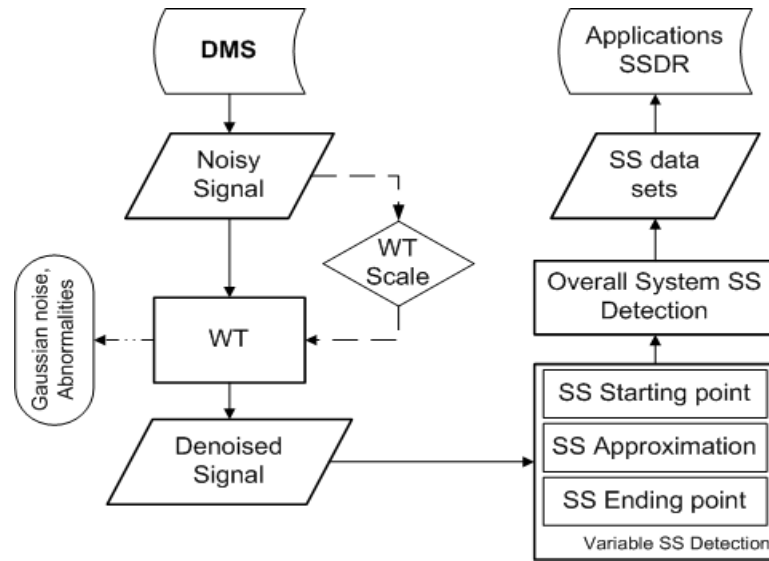 DMS
Noisy
Signal
WT
Scale
WT
Gaussian noise,
Abnormalities
Denoised
Signal
Applications
SSDR
SS data
sets
Overall System SS
Detection
SS Starting point
SS Approximation
SS Ending point
Variable SS Detection